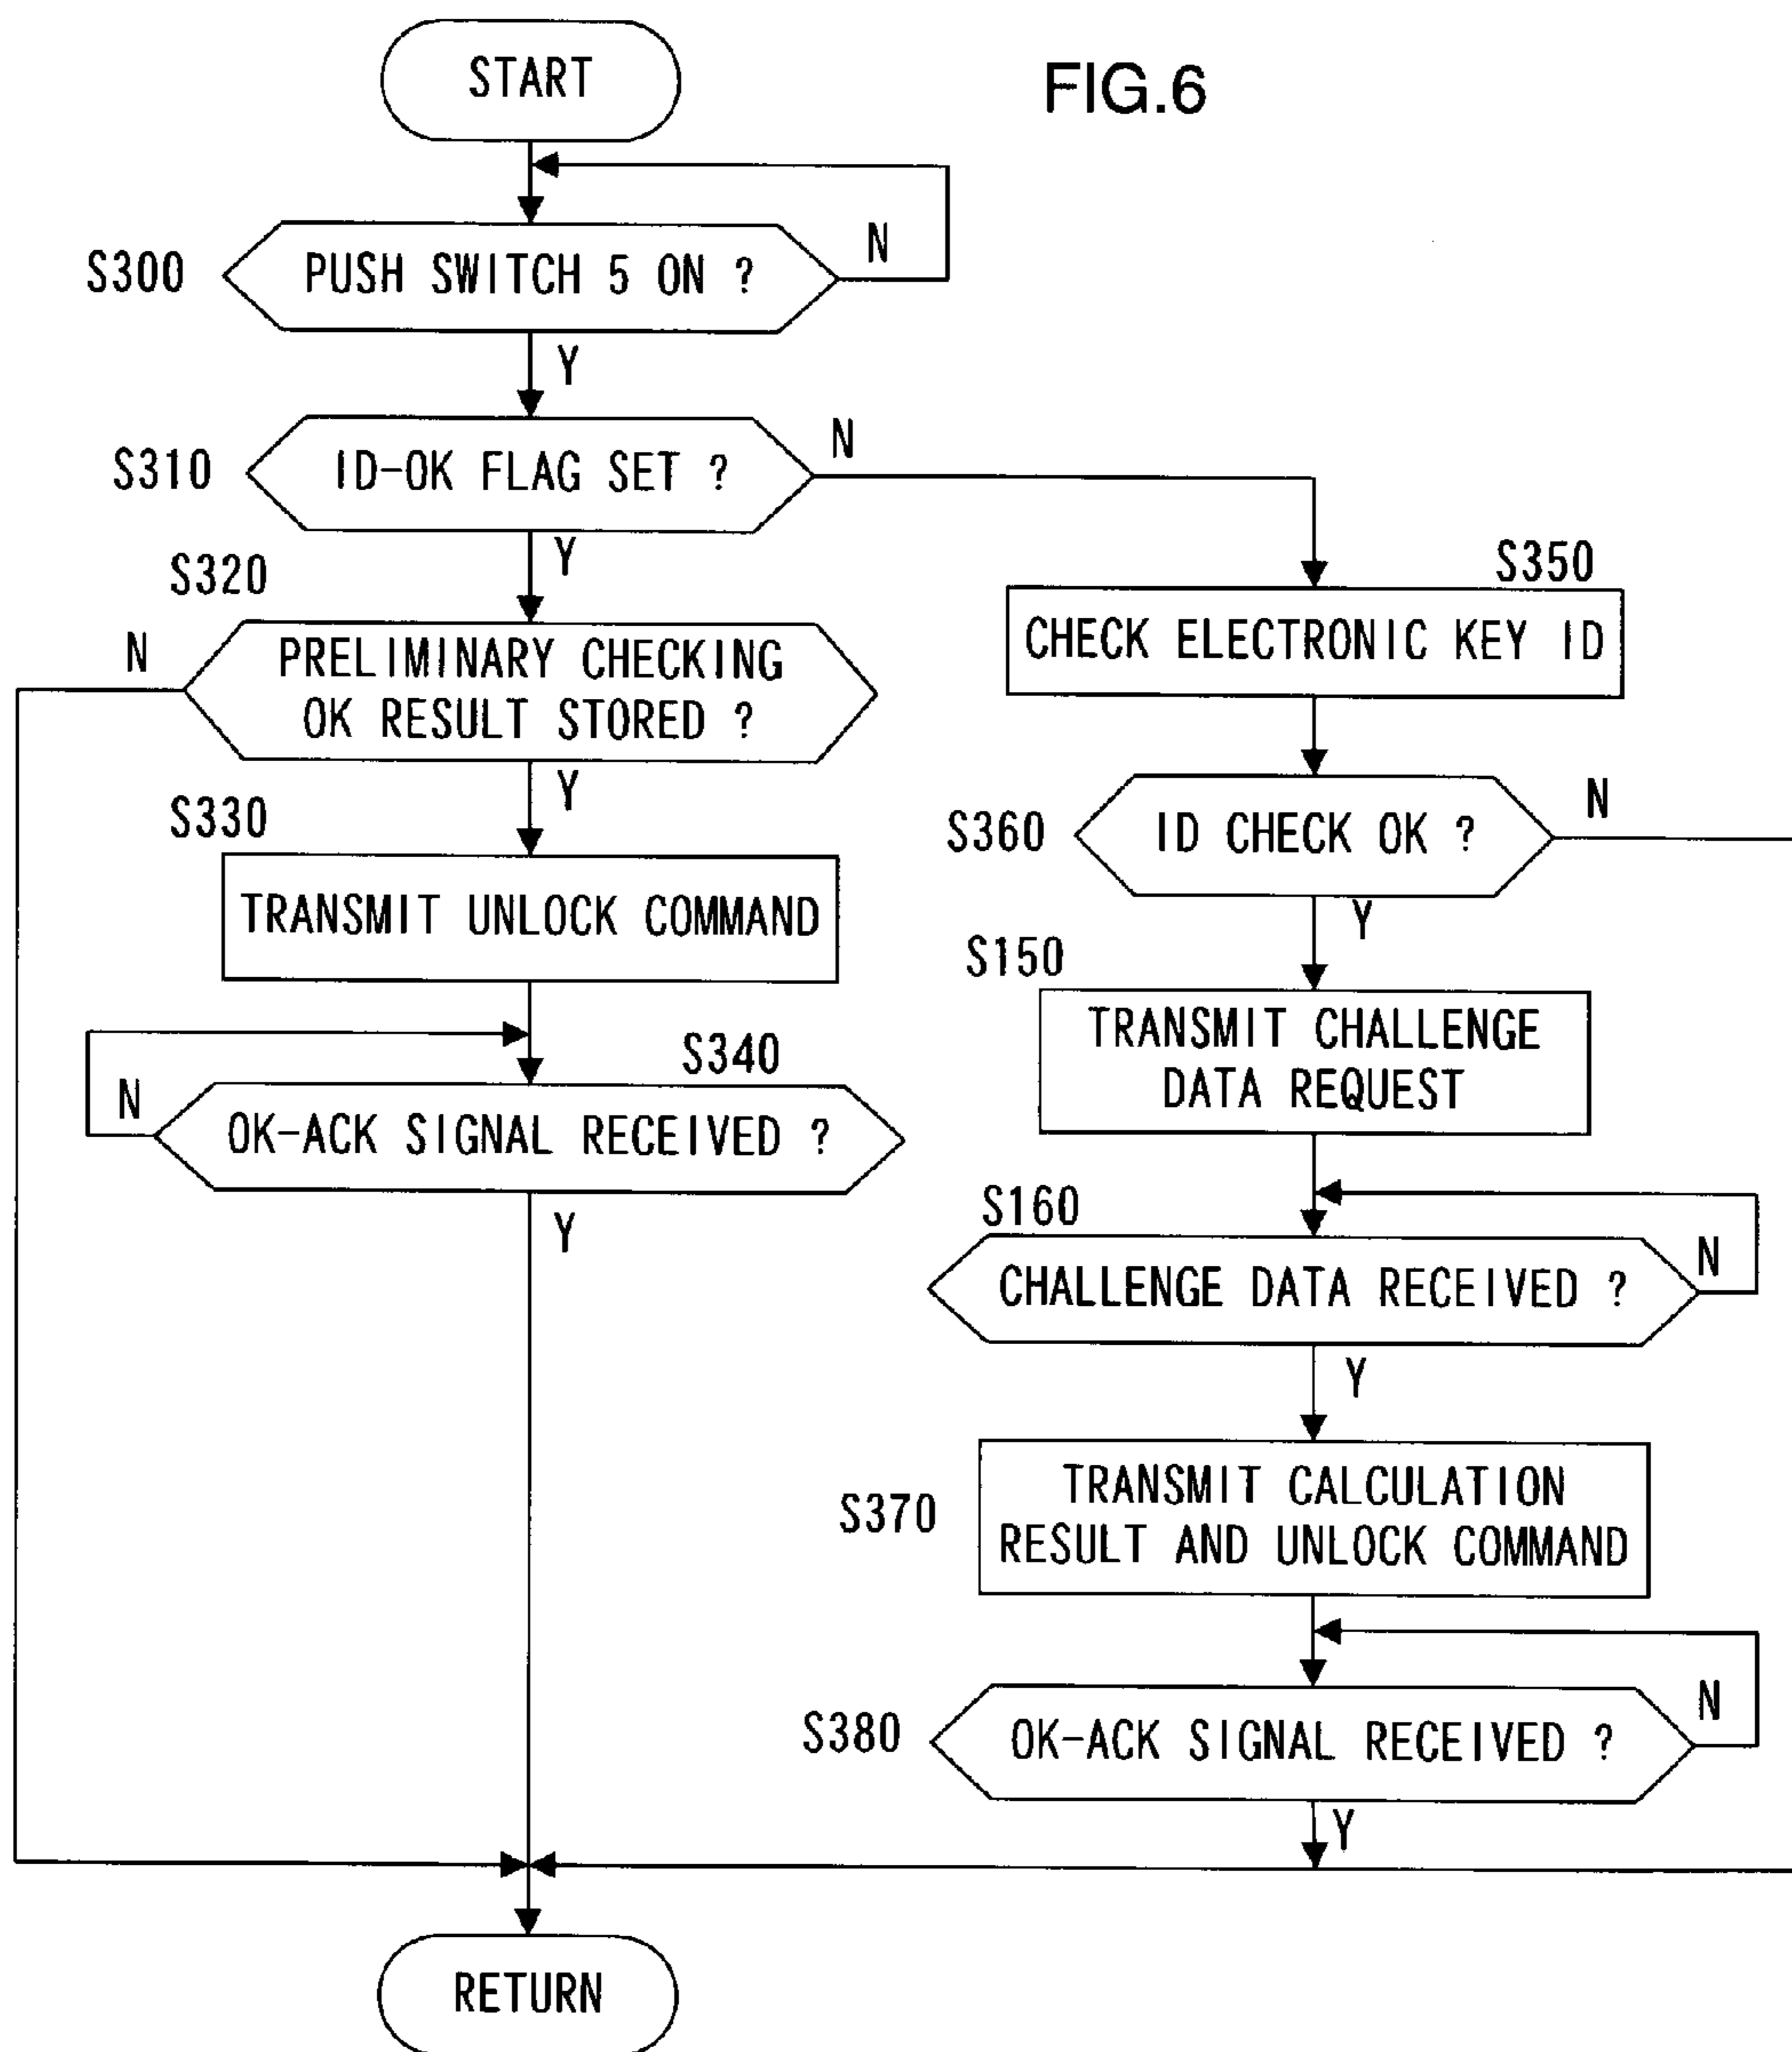 START
FIG.6
N
S300
PUSH SWITCH 5 ON ?
Y
S310
ID-OK FLAG SET ?
N
Y
S320
N
PRELIMINARY CHECKING
OK RESULT STORED ?
Y
S330
TRANSMIT UNLOCK COMMAND
S340
N
OK-ACK SIGNAL RECEIVED ?
Y
S350
CHECK ELECTRONIC KEY ID
S360
ID CHECK OK ?
N
Y
S150
TRANSMIT CHALLENGE
DATA REQUEST
S160
CHALLENGE DATA RECEIVED ?
N
Y
S370
TRANSMIT CALCULATION
RESULT AND UNLOCK COMMAND
S380
OK-ACK SIGNAL RECEIVED ?
N
Y
RETURN